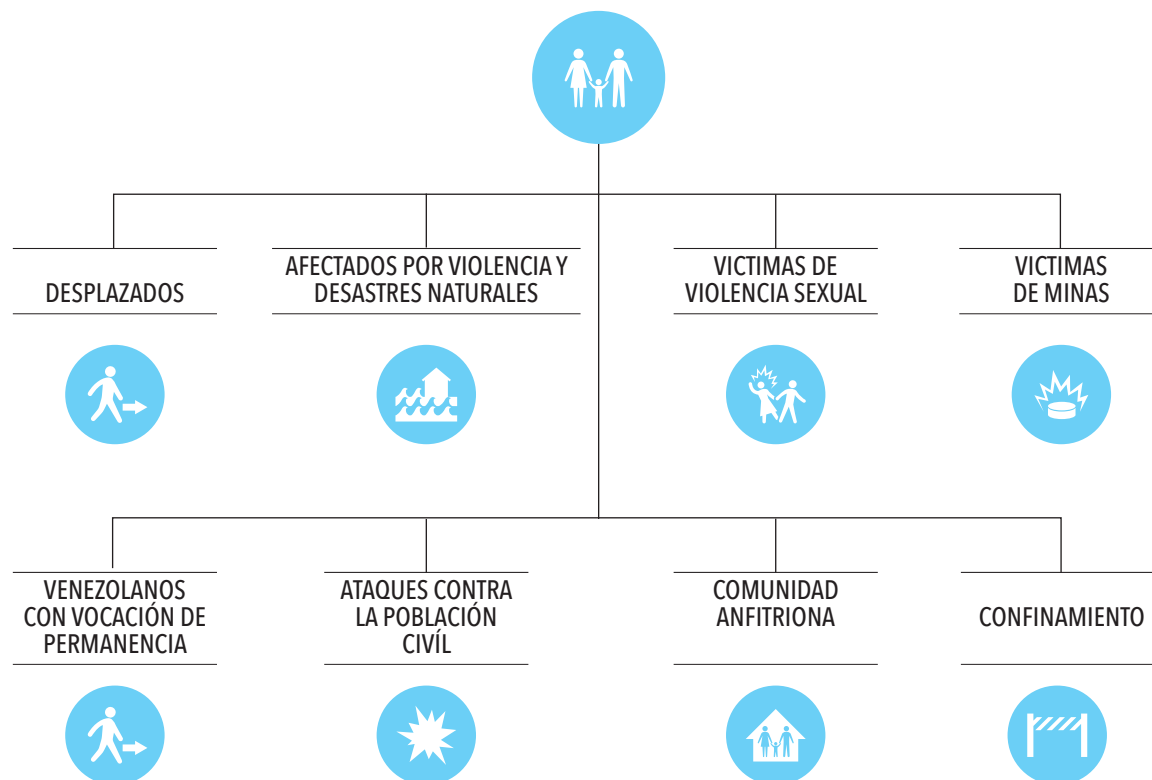 DESPLAZADOS
AFECTADOS POR VIOLENCIA Y
DESASTRES NATURALES
VICTIMAS DE
VIOLENCIA SEXUAL
VICTIMAS
DE MINAS
VENEZOLANOS
CON VOCACIÓN DE
PERMANENCIA
ATAQUES CONTRA
LA POBLACIÓN
CIVÍL
COMUNIDAD
ANFITRIONA
CONFINAMIENTO